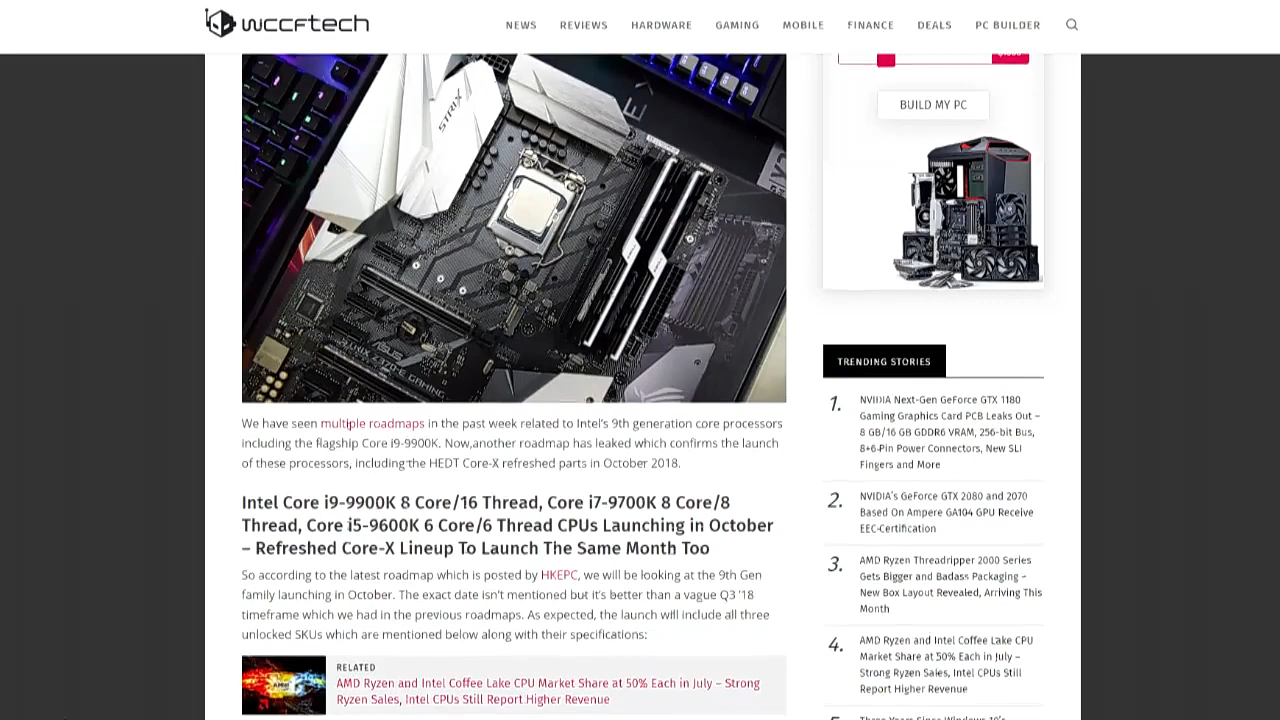 wccftech
NEWS REVIEWS HARDWARE GAMING MOBILE FINANCE DEALS PC BUILDER
STRIX
BUILD MY PC
We have seen multiple roadmaps in the past week related to Intel's 9th generation core processors
including the flagship Core i9-9900K. Now,another roadmap has leaked which confirms the launch
of these processors, including the HEDT Core-X refreshed parts in October 2018.
Intel Core i9-9900K 8 Core/16 Thread, Core i7-9700K 8 Core/8
Thread, Core i5-9600K 6 Core/6 Thread CPUs Launching in October
– Refreshed Core-X Lineup To Launch The Same Month Too
So according to the latest roadmap which is posted by HKEPC, we will be looking at the 9th Gen
family launching in October. The exact date isn't mentioned but it's better than a vague Q3 '18
timeframe which we had in the previous roadmaps. As expected, the launch will include all three
unlocked SKUs which are mentioned below along with their specifications:
RELATED
AMD Ryzen and Intel Coffee Lake CPU Market Share at 50% Each in July – Strong
Ryzen Sales, Intel CPUs Still Report Higher Revenue
TRENDING STORIES
1.
NVIDIA Next-Gen GeForce GTX 1180
Gaming Graphics Card PCB Leaks Out –
8 GB/16 GB GDDR6 VRAM, 256-bit Bus,
8+6-Pin Power Connectors, New SLI
Fingers and More
2.
NVIDIA's GeForce GTX 2080 and 2070
Based On Ampere GA104 GPU Receive
EEC-Certification
3.
AMD Ryzen Threadripper 2000 Series
Gets Bigger and Badass Packaging –
New Box Layout Revealed, Arriving This
Month
4.
AMD Ryzen and Intel Coffee Lake CPU
Market Share at 50% Each in July –
Strong Ryzen Sales, Intel CPUs Still
Report Higher Revenue